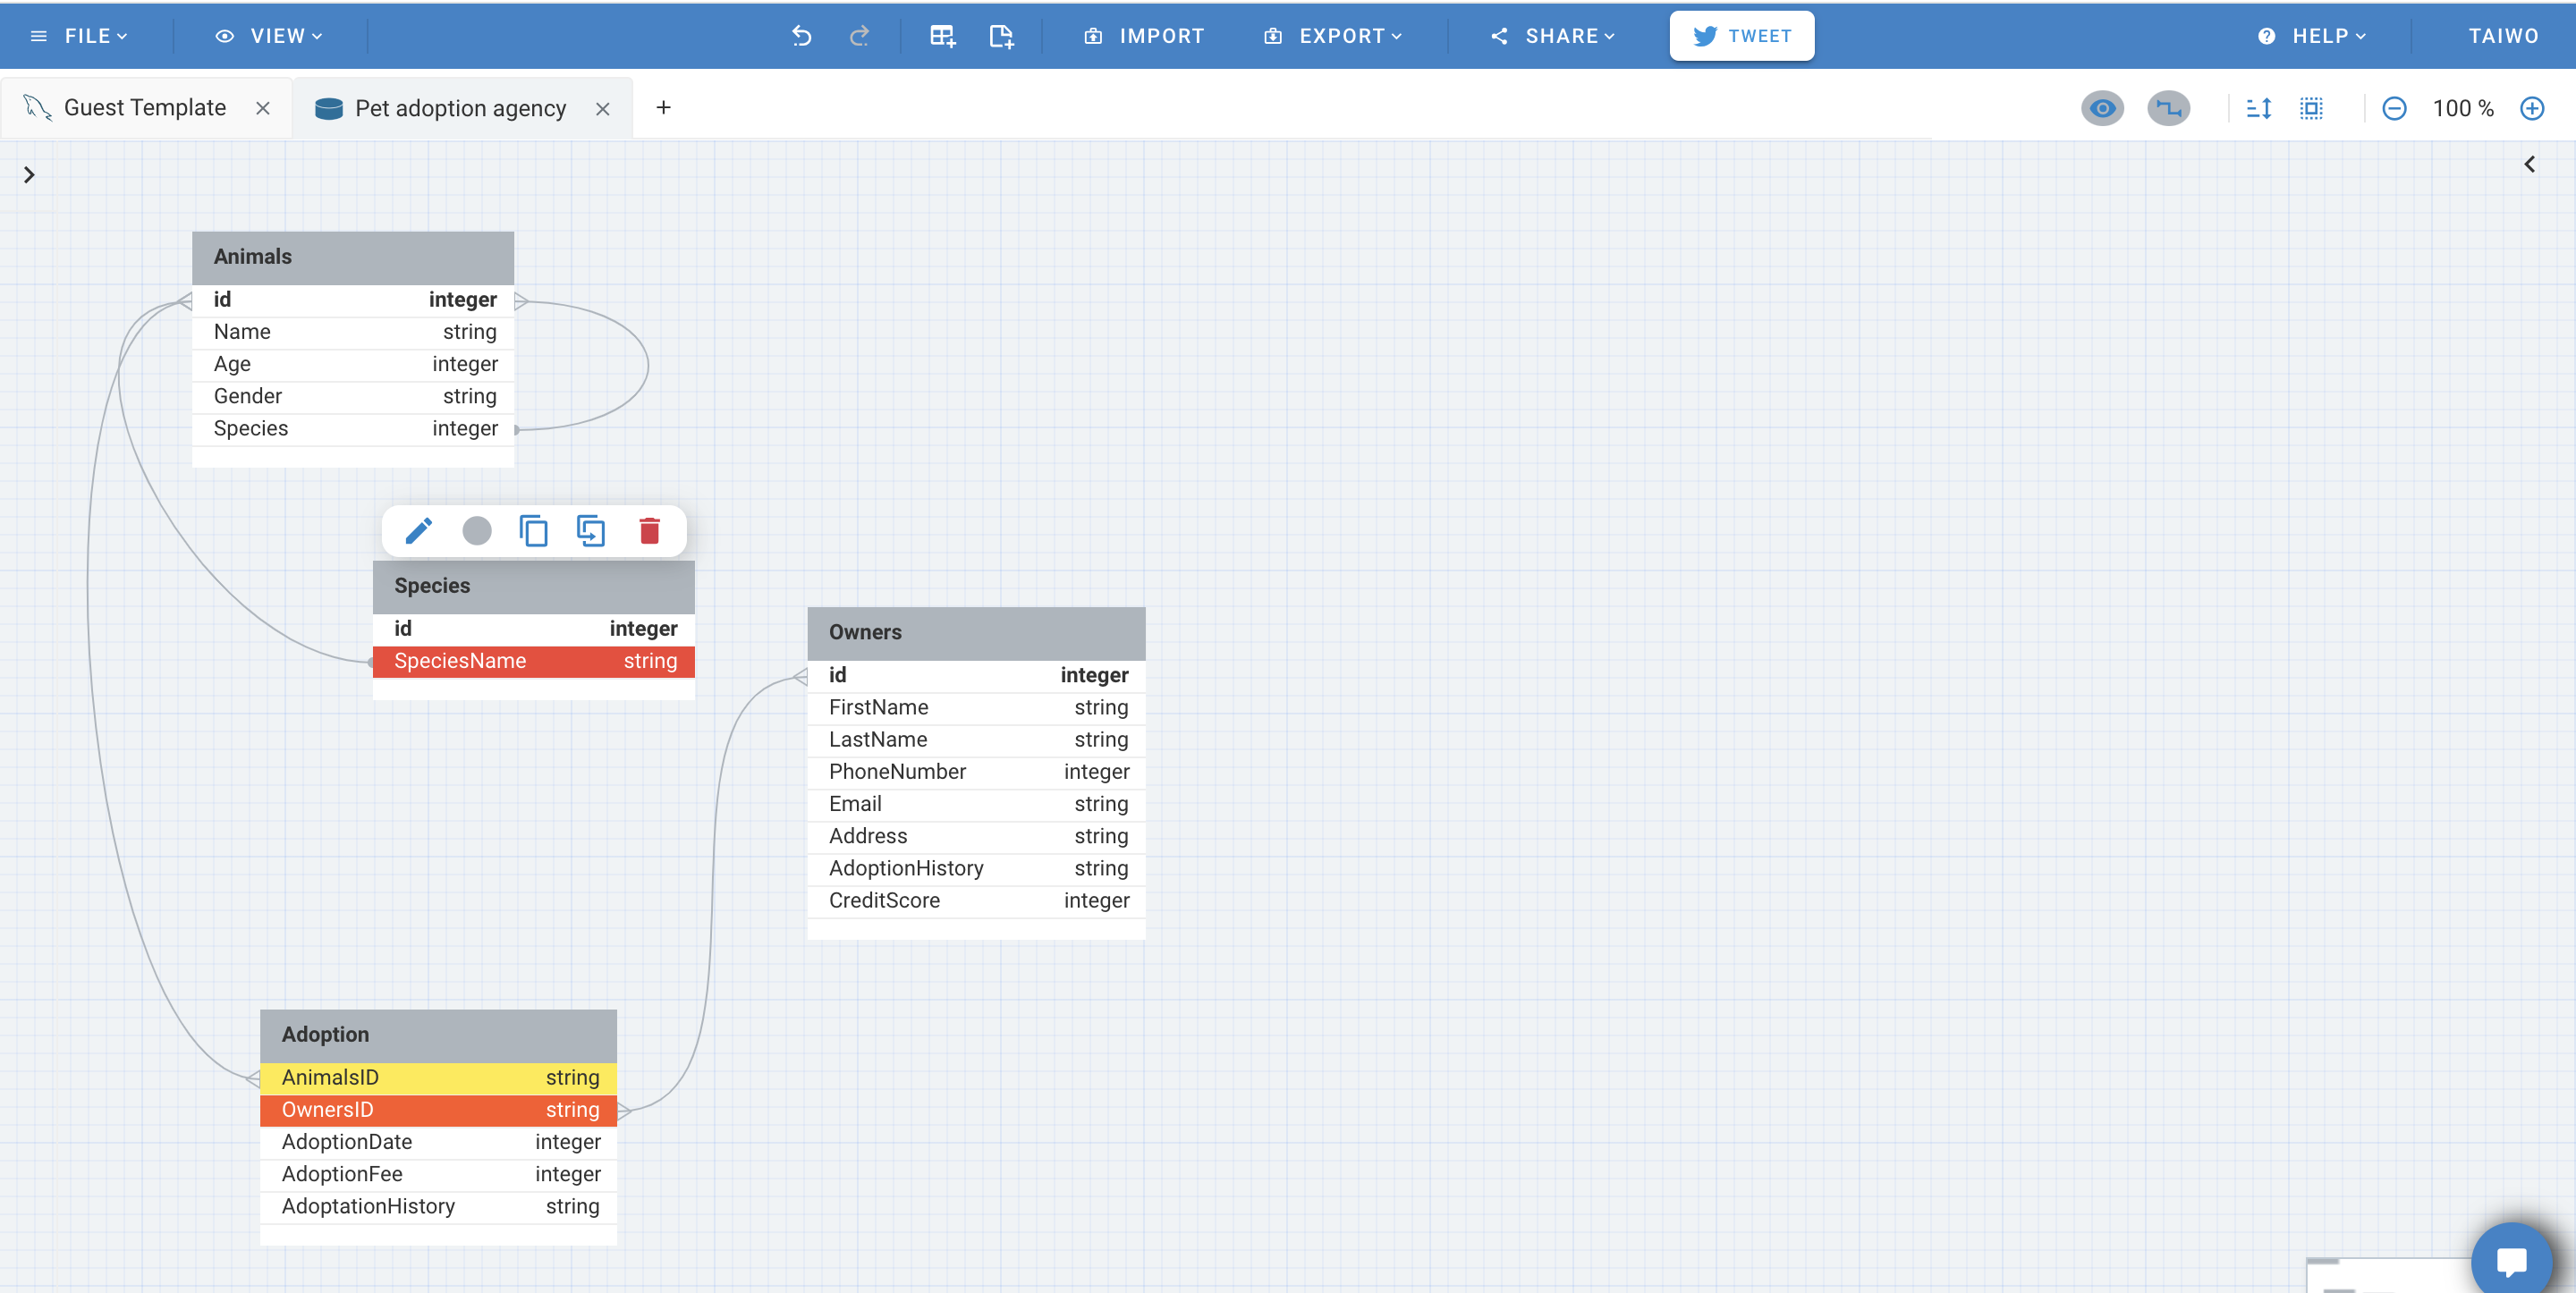 FILE VIEW IMPORT EXPORT SHARE TWEET HELP TAIWO
Guest Template Pet adoption agency 100 %
Animals
id integer
Name string
Age integer
Gender string
Species integer
Species
id integer
SpeciesName string
Owners
id integer
FirstName string
LastName string
PhoneNumber integer
Email string
Address string
AdoptionHistory string
CreditScore integer
Adoption
AnimalsID string
OwnersID string
AdoptionDate integer
AdoptionFee integer
AdoptationHistory string